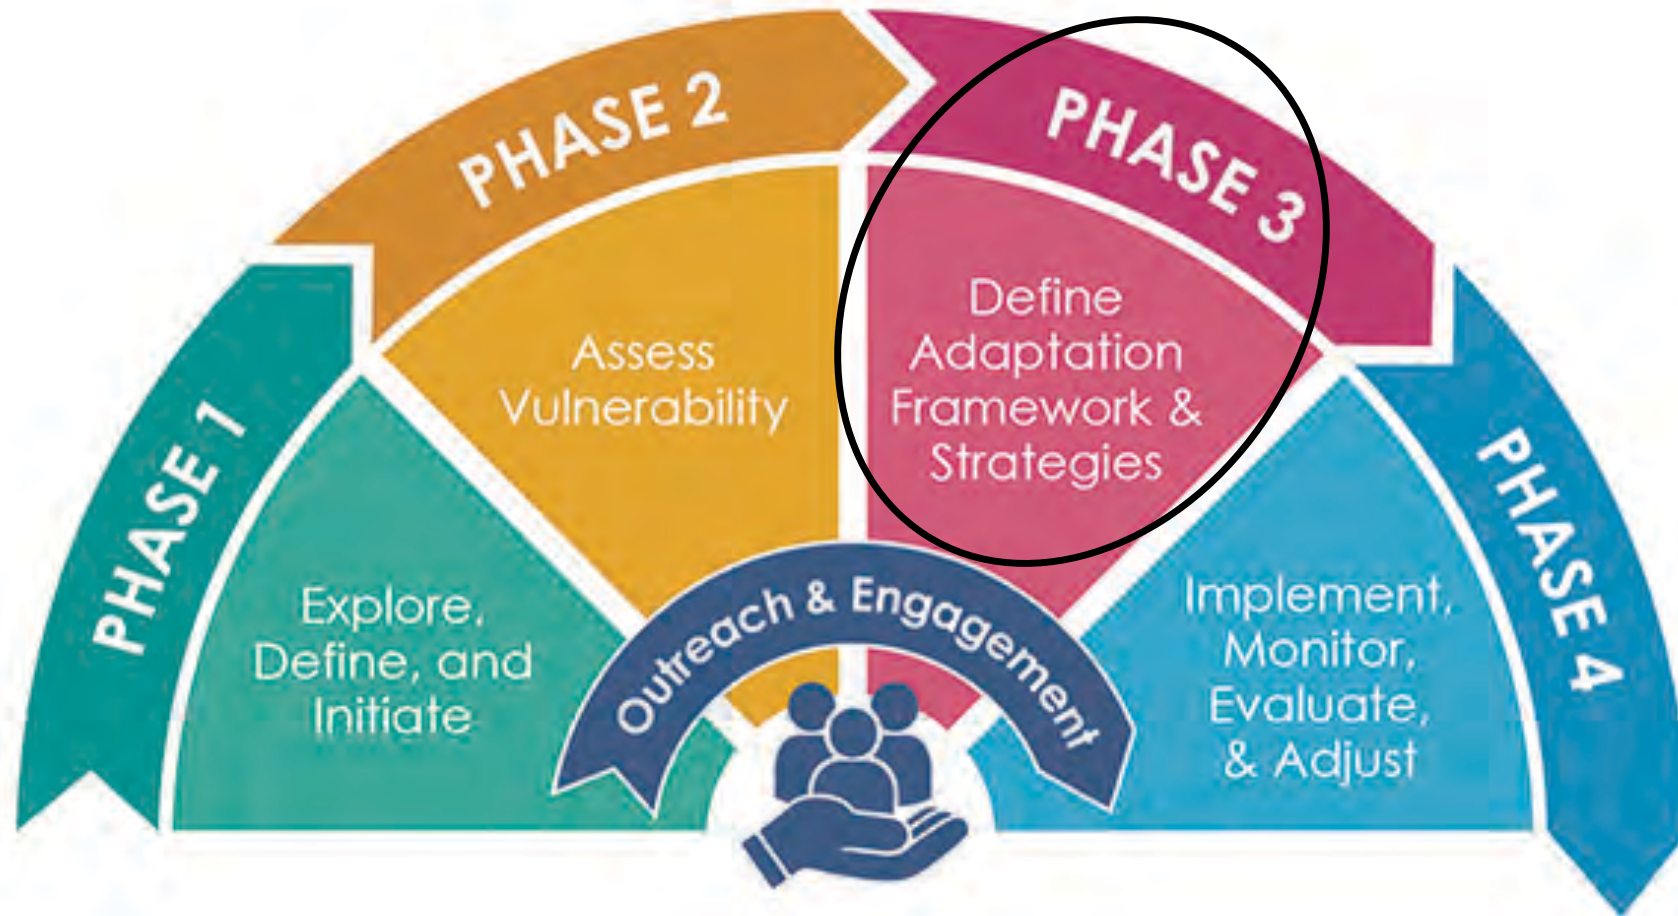 PHASE 1
Explore,
Define, and
Initiate
PHASE 2
Assess
Vulnerability
PHASE 3
Define
Adaptation
Framework &
Strategies
PHASE 4
Implement,
Monitor,
Evaluate,
& Adjust
Outreach & Engagement